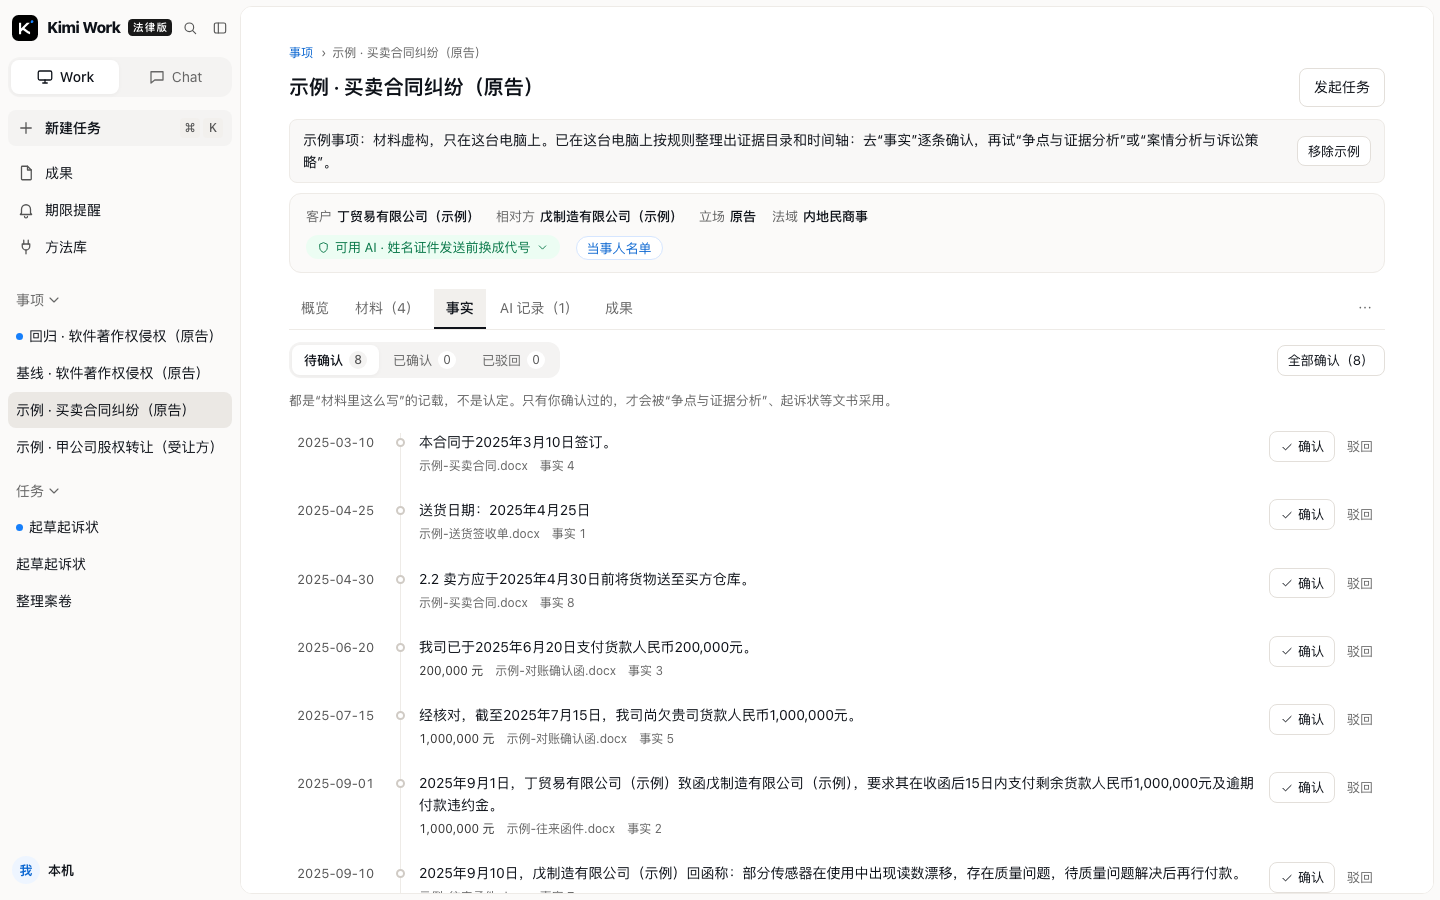 Kimi Work 法律版
Work
Chat
新建任务 ⌘ K
成果
期限提醒
方法库
事项
回归 · 软件著作权侵权（原告）
基线 · 软件著作权侵权（原告）
示例 · 买卖合同纠纷（原告）
示例 · 甲公司股权转让（受让方）
任务
起草起诉状
起草起诉状
整理案卷
我 本机
事项 › 示例 · 买卖合同纠纷（原告）
示例 · 买卖合同纠纷（原告）
发起任务
示例事项：材料虚构，只在这台电脑上。已在这台电脑上按规则整理出证据目录和时间轴：去“事实”逐条确认，再试“争点与证据分析”或“案情分析与诉讼策
略”。
移除示例
客户 丁贸易有限公司（示例） 相对方 戊制造有限公司（示例） 立场 原告 法域 内地民商事
可用 AI · 姓名证件发送前换成代号
当事人名单
概览 材料（4） 事实 AI 记录（1） 成果 ···
待确认 8 已确认 0 已驳回 0
全部确认（8）
都是“材料里这么写”的记载，不是认定。只有你确认过的，才会被“争点与证据分析”、起诉状等文书采用。
2025-03-10 本合同于2025年3月10日签订。 确认 驳回
示例-买卖合同.docx 事实 4
2025-04-25 送货日期：2025年4月25日 确认 驳回
示例-送货签收单.docx 事实 1
2025-04-30 2.2 卖方应于2025年4月30日前将货物送至买方仓库。 确认 驳回
示例-买卖合同.docx 事实 8
2025-06-20 我司已于2025年6月20日支付货款人民币200,000元。 确认 驳回
200,000 元 示例-对账确认函.docx 事实 3
2025-07-15 经核对，截至2025年7月15日，我司尚欠贵司货款人民币1,000,000元。 确认 驳回
1,000,000 元 示例-对账确认函.docx 事实 5
2025-09-01 2025年9月1日，丁贸易有限公司（示例）致函戊制造有限公司（示例），要求其在收函后15日内支付剩余货款人民币1,000,000元及逾期 确认 驳回
付款违约金。
1,000,000 元 示例-往来函件.docx 事实 2
2025-09-10 2025年9月10日，戊制造有限公司（示例）回函称：部分传感器在使用中出现读数漂移，存在质量问题，待质量问题解决后再行付款。 确认 驳回